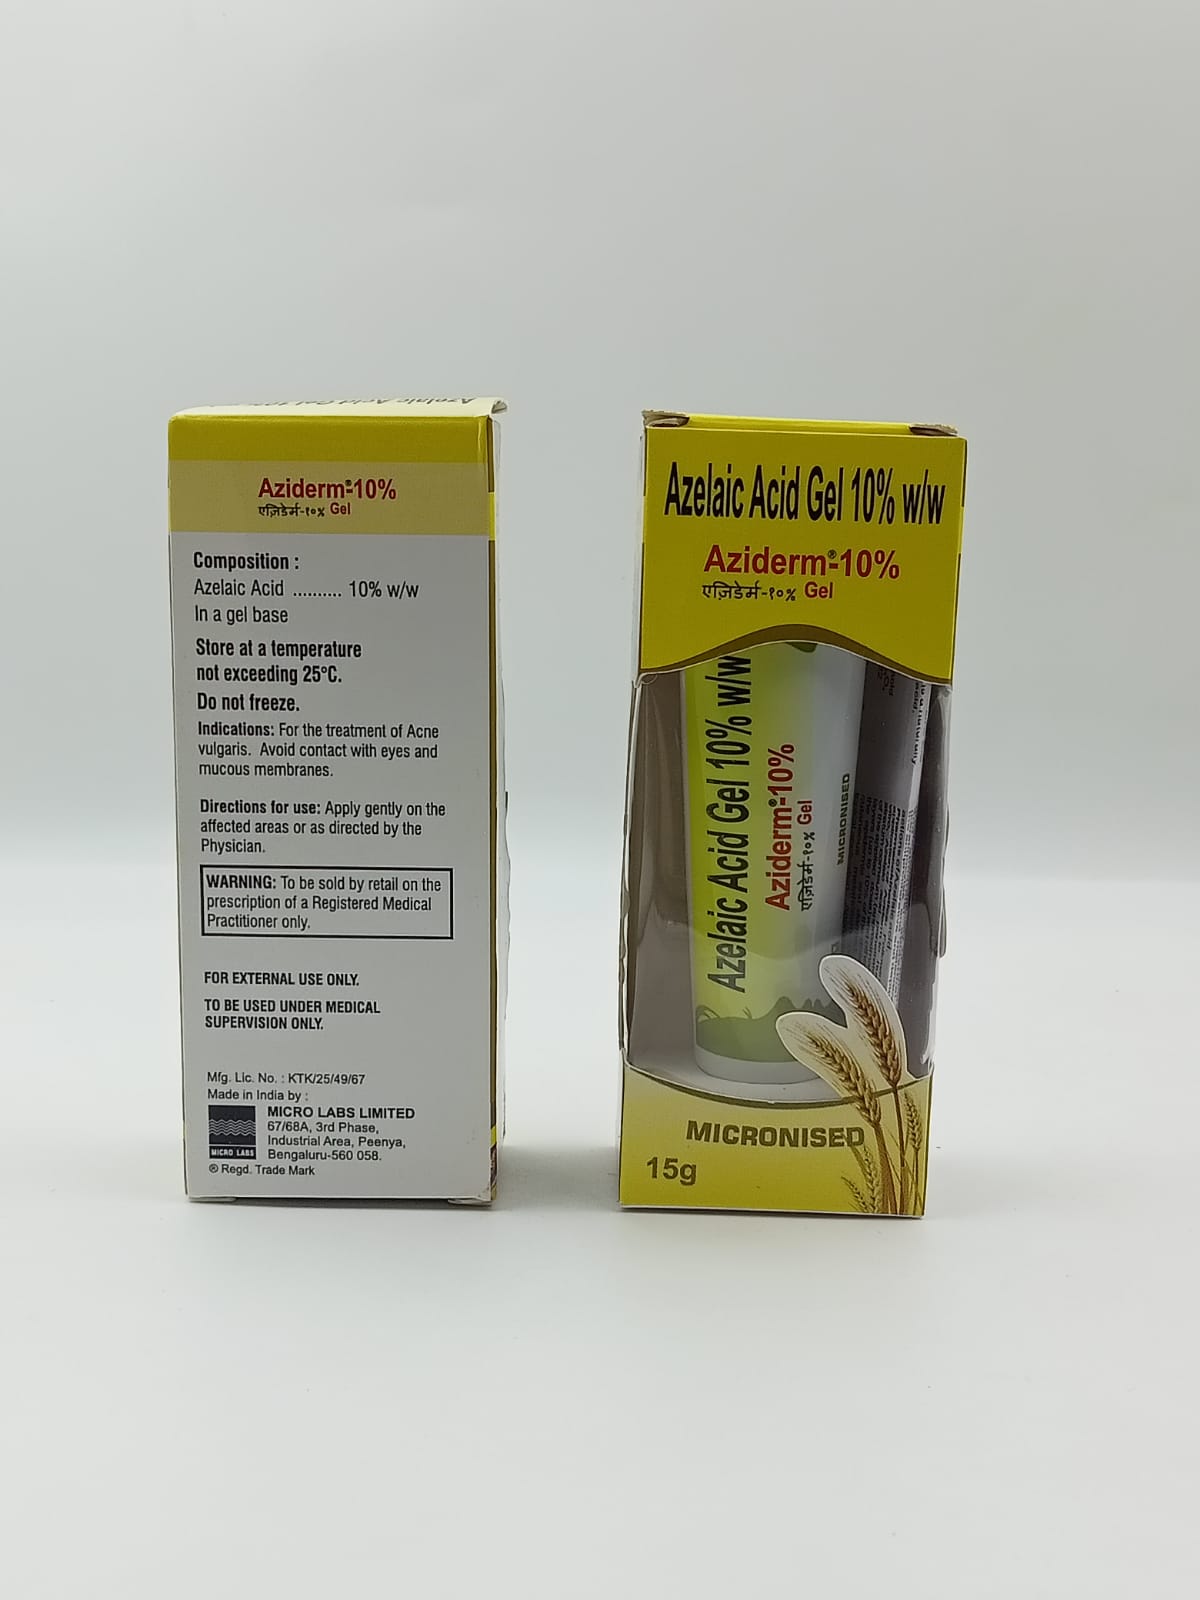 Azelaic Acid Gel 10%
Aziderm®-10%
एज़िडेर्म-१०% Gel
Composition :
Azelaic Acid .......... 10% w/w
In a gel base
Store at a temperature
not exceeding 25°C.
Do not freeze.
Indications: For the treatment of Acne
vulgaris. Avoid contact with eyes and
mucous membranes.
Directions for use: Apply gently on the
affected areas or as directed by the
Physician.
WARNING: To be sold by retail on the
prescription of a Registered Medical
Practitioner only.
FOR EXTERNAL USE ONLY.
TO BE USED UNDER MEDICAL
SUPERVISION ONLY.
Mfg. Lic. No. : KTK/25/49/67
Made in India by :
MICRO LABS LIMITED
67/68A, 3rd Phase,
Industrial Area, Peenya,
Bengaluru-560 058.
MICRO LABS
® Regd. Trade Mark
Azelaic Acid Gel 10% w/w
Aziderm®-10%
एज़िडेर्म-१०% Gel
Azelaic Acid Gel 10% w/w
Aziderm®-10%
एज़िडेर्म-१०% Gel
MICRONISED
MICRONISED
15g